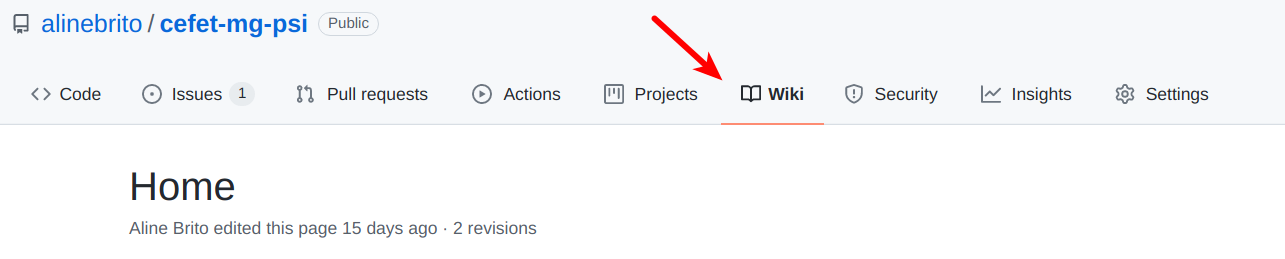 alinebrito / cefet-mg-psi Public
Code Issues 1 Pull requests Actions Projects Wiki Security Insights Settings
Home
Aline Brito edited this page 15 days ago · 2 revisions